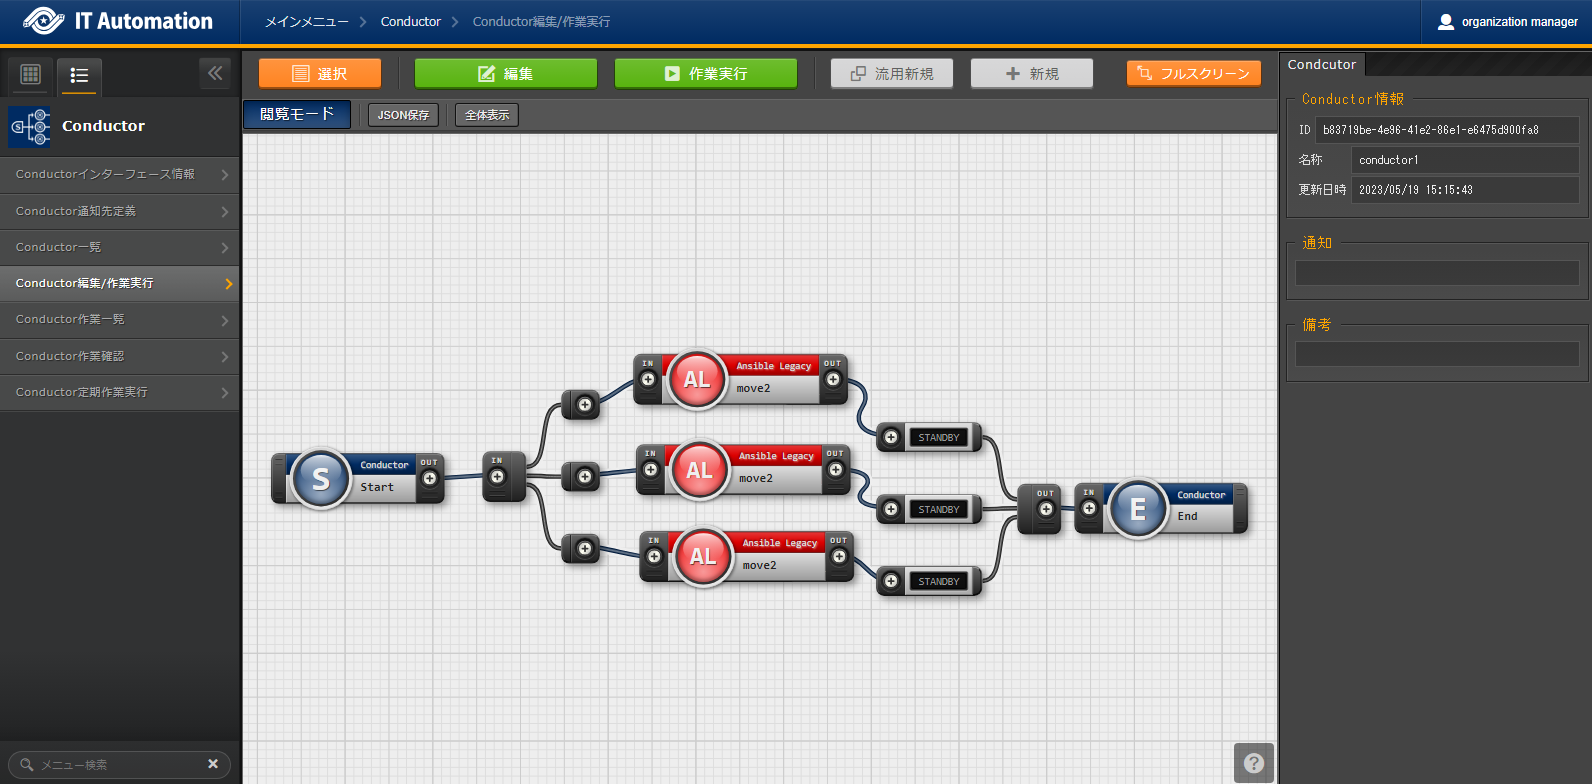 IT Automation
メインメニュー
Conductor
Conductor編集/作業実行
organization manager
選択
編集
作業実行
流用新規
新規
フルスクリーン
閲覧モード
JSON保存
全体表示
S
Conductor
Conductorインターフェース情報
Conductor通知先定義
Conductor一覧
Conductor編集/作業実行
Conductor作業一覧
Conductor作業確認
Conductor定期作業実行
メニュー検索
IN
AL
Ansible Legacy
move2
OUT
STANDBY
S
Conductor
Start
OUT
IN
IN
AL
Ansible Legacy
move2
OUT
STANDBY
OUT
IN
E
Conductor
End
IN
AL
Ansible Legacy
move2
OUT
STANDBY
?
Condcutor
Conductor情報
ID
b83719be-4e96-41e2-86e1-e6475d900fa8
名称
conductor1
更新日時
2023/05/19 15:15:43
通知
備考